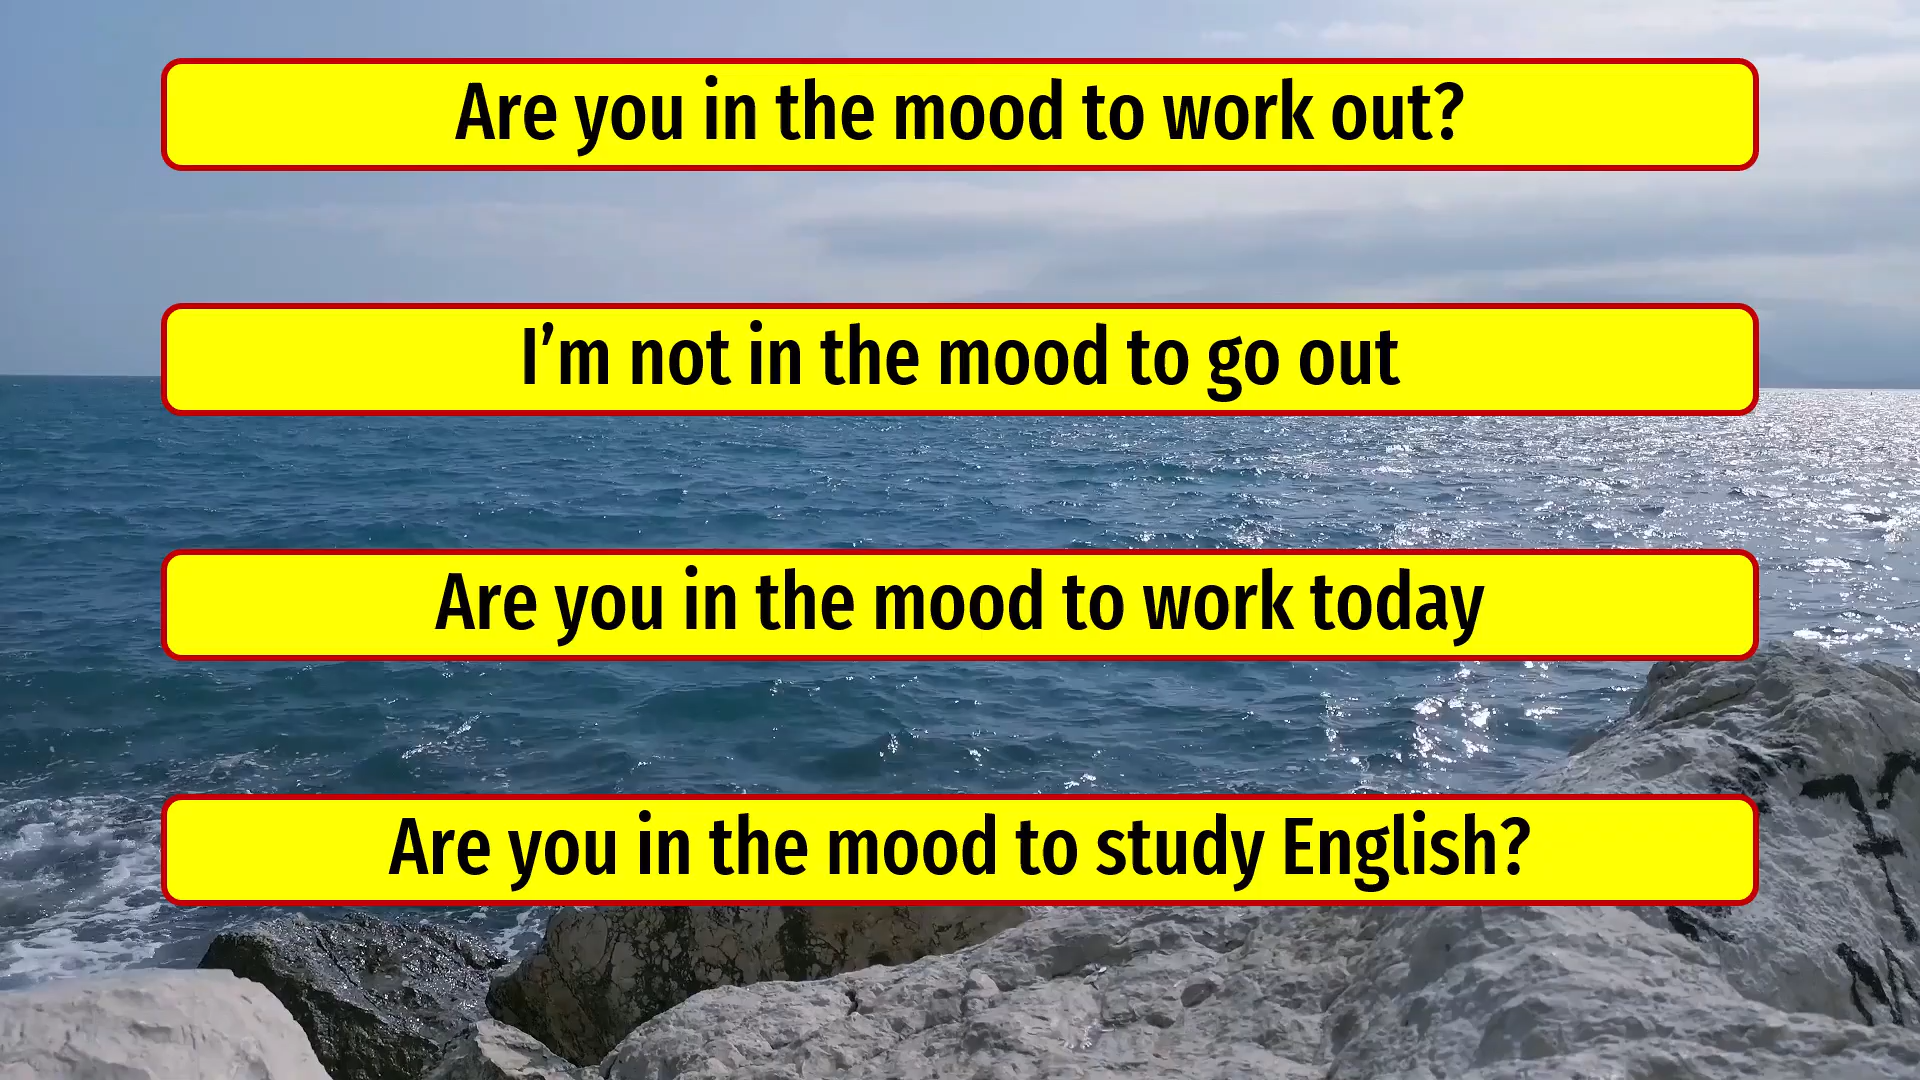 Are you in the mood to work out?
I’m not in the mood to go out
Are you in the mood to work today
Are you in the mood to study English?